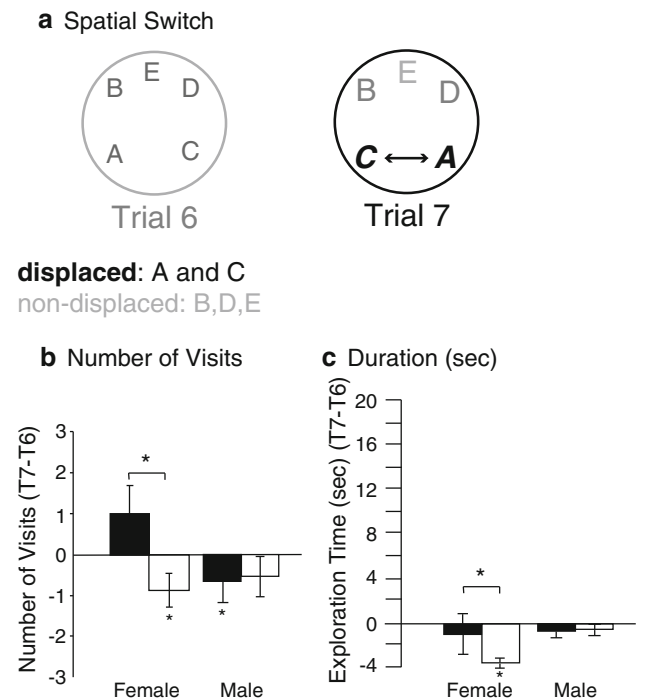 a Spatial Switch
E
B D
A C
Trial 6
E
B D
C ↔ A
Trial 7
displaced: A and C
non-displaced: B,D,E
b Number of Visits
Number of Visits (T7-T6)
3
2
1
0
-1
-2
-3
*
*
*
Female Male
c Duration (sec)
Exploration Time (sec) (T7-T6)
20
16
12
8
4
0
-4
*
*
Female Male